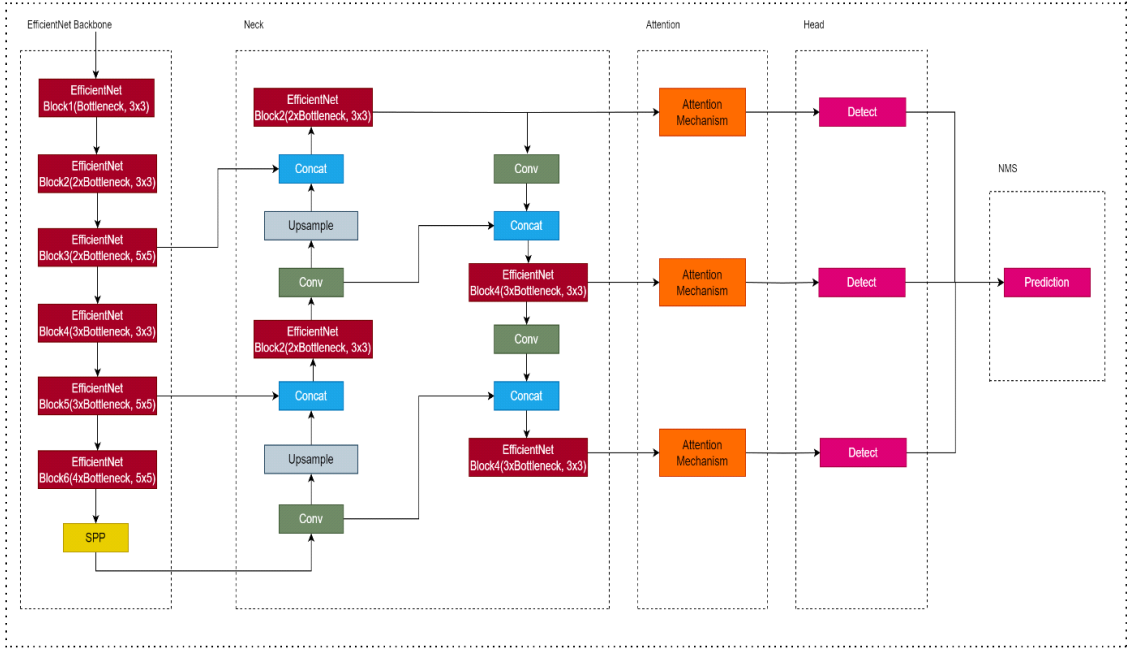 EfficientNet Backbone
EfficientNet
Block1(Bottleneck, 3x3)
EfficientNet
Block2(2xBottleneck, 3x3)
EfficientNet
Block3(2xBottleneck, 5x5)
EfficientNet
Block4(3xBottleneck, 3x3)
EfficientNet
Block5(3xBottleneck, 5x5)
EfficientNet
Block6(4xBottleneck, 5x5)
SPP
Neck
EfficientNet
Block2(2xBottleneck, 3x3)
Concat
Upsample
Conv
EfficientNet
Block2(2xBottleneck, 3x3)
Concat
Upsample
Conv
Conv
Concat
EfficientNet
Block4(3xBottleneck, 3x3)
Conv
Concat
EfficientNet
Block4(3xBottleneck, 3x3)
Attention
Attention
Mechanism
Attention
Mechanism
Attention
Mechanism
Head
Detect
Detect
Detect
NMS
Prediction